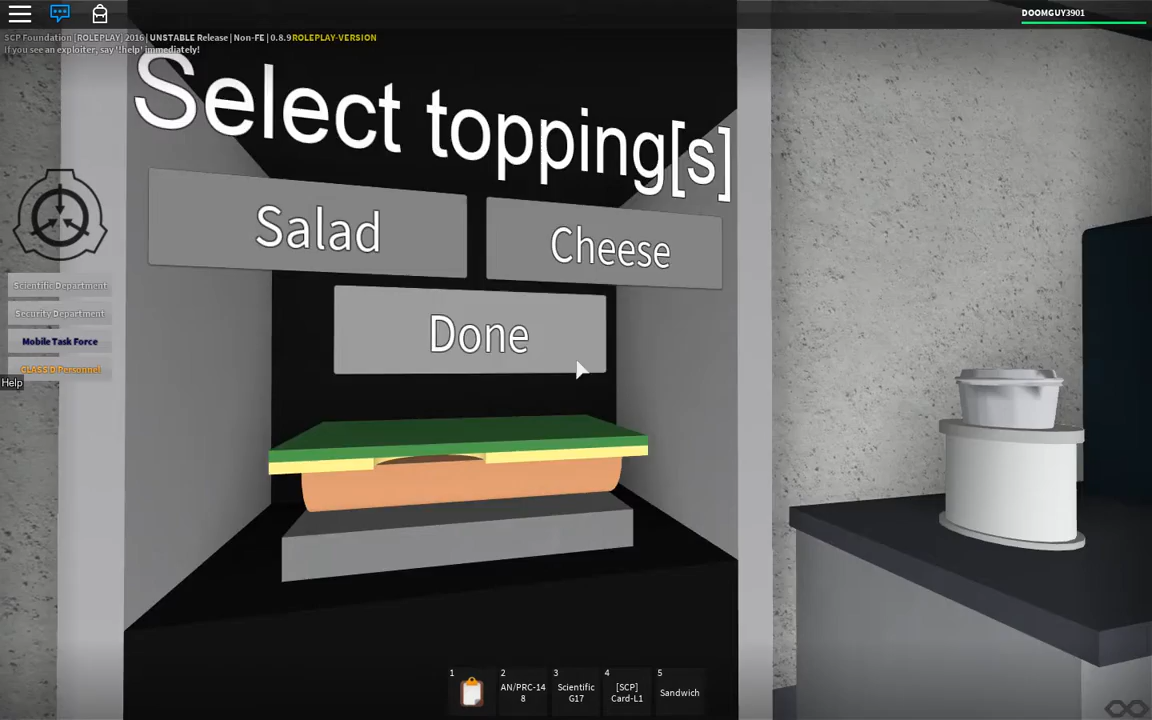 DOOMGUY3901
SCP Foundation [ROLEPLAY] 2016 | UNSTABLE Release | Non-FE | 0.8.9 ROLEPLAY-VERSION
If you see an exploiter, say '!help' immediately!
Select topping[s]
Salad
Cheese
Done
Scientific Department
Security Department
Mobile Task Force
CLASS D Personnel
Help
1
2
3
4
5
AN/PRC-14
8
Scientific
G17
[SCP]
Card-L1
Sandwich